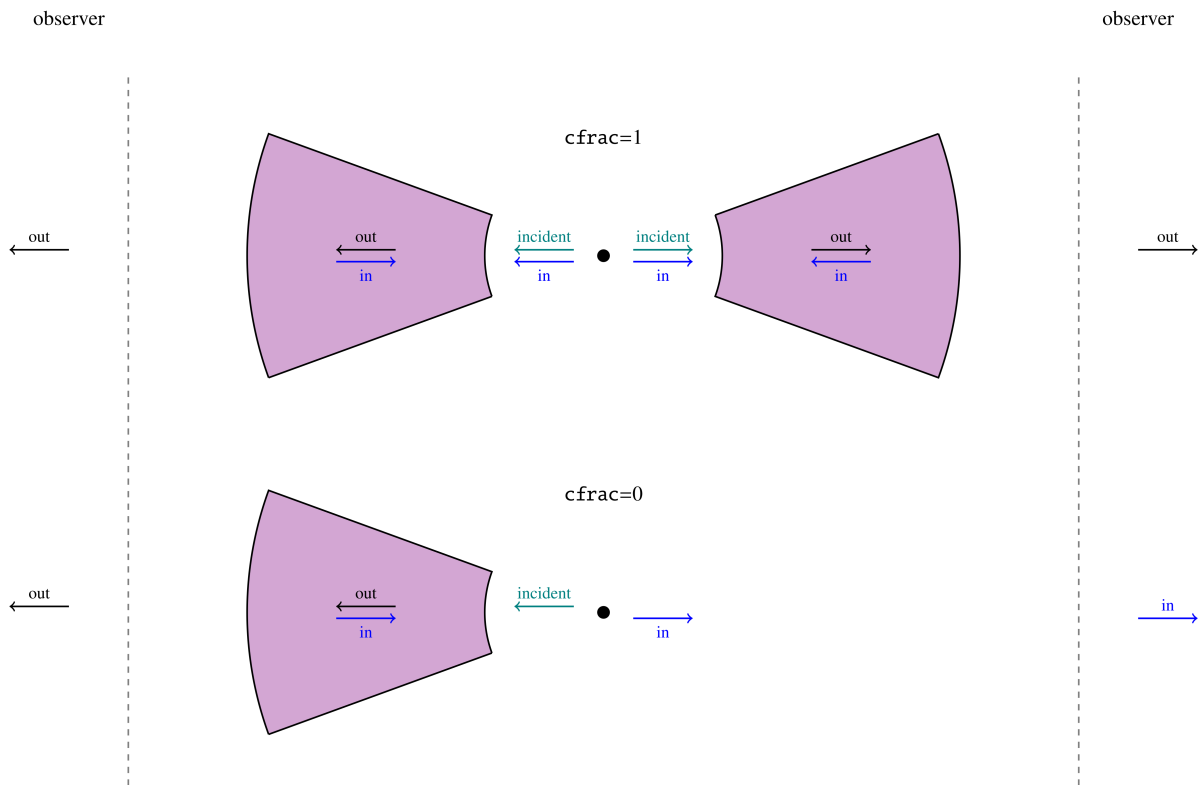 observer observer
cfrac=1
out out incident incident out out
in in in in
cfrac=0
out out incident in
in in